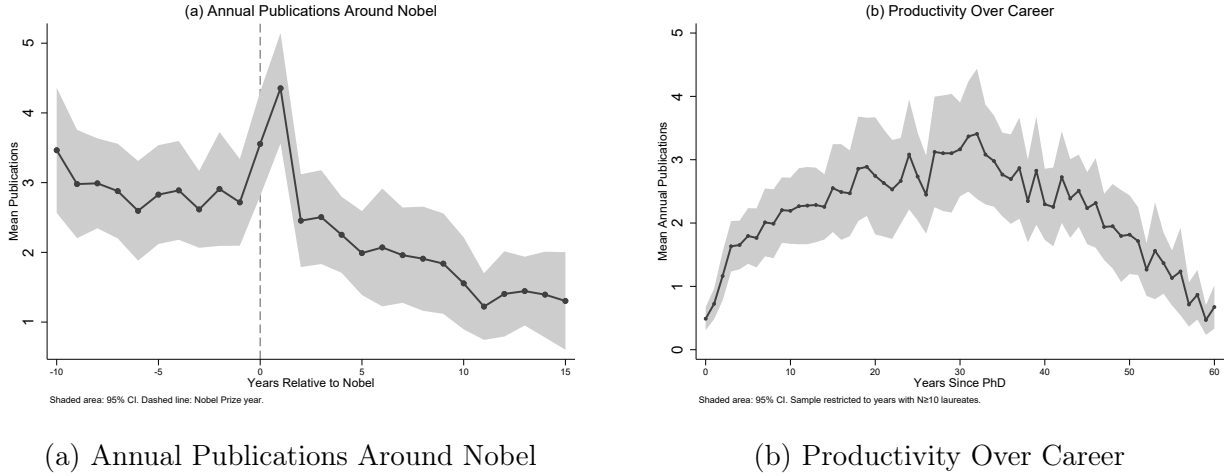 (a) Annual Publications Around Nobel
Mean Publications
5
4
3
2
1
-10 -5 0 5 10 15
Years Relative to Nobel
Shaded area: 95% CI. Dashed line: Nobel Prize year.
(a) Annual Publications Around Nobel
(b) Productivity Over Career
Mean Annual Publications
5
4
3
2
1
0
0 10 20 30 40 50 60
Years Since PhD
Shaded area: 95% CI. Sample restricted to years with N≥10 laureates.
(b) Productivity Over Career